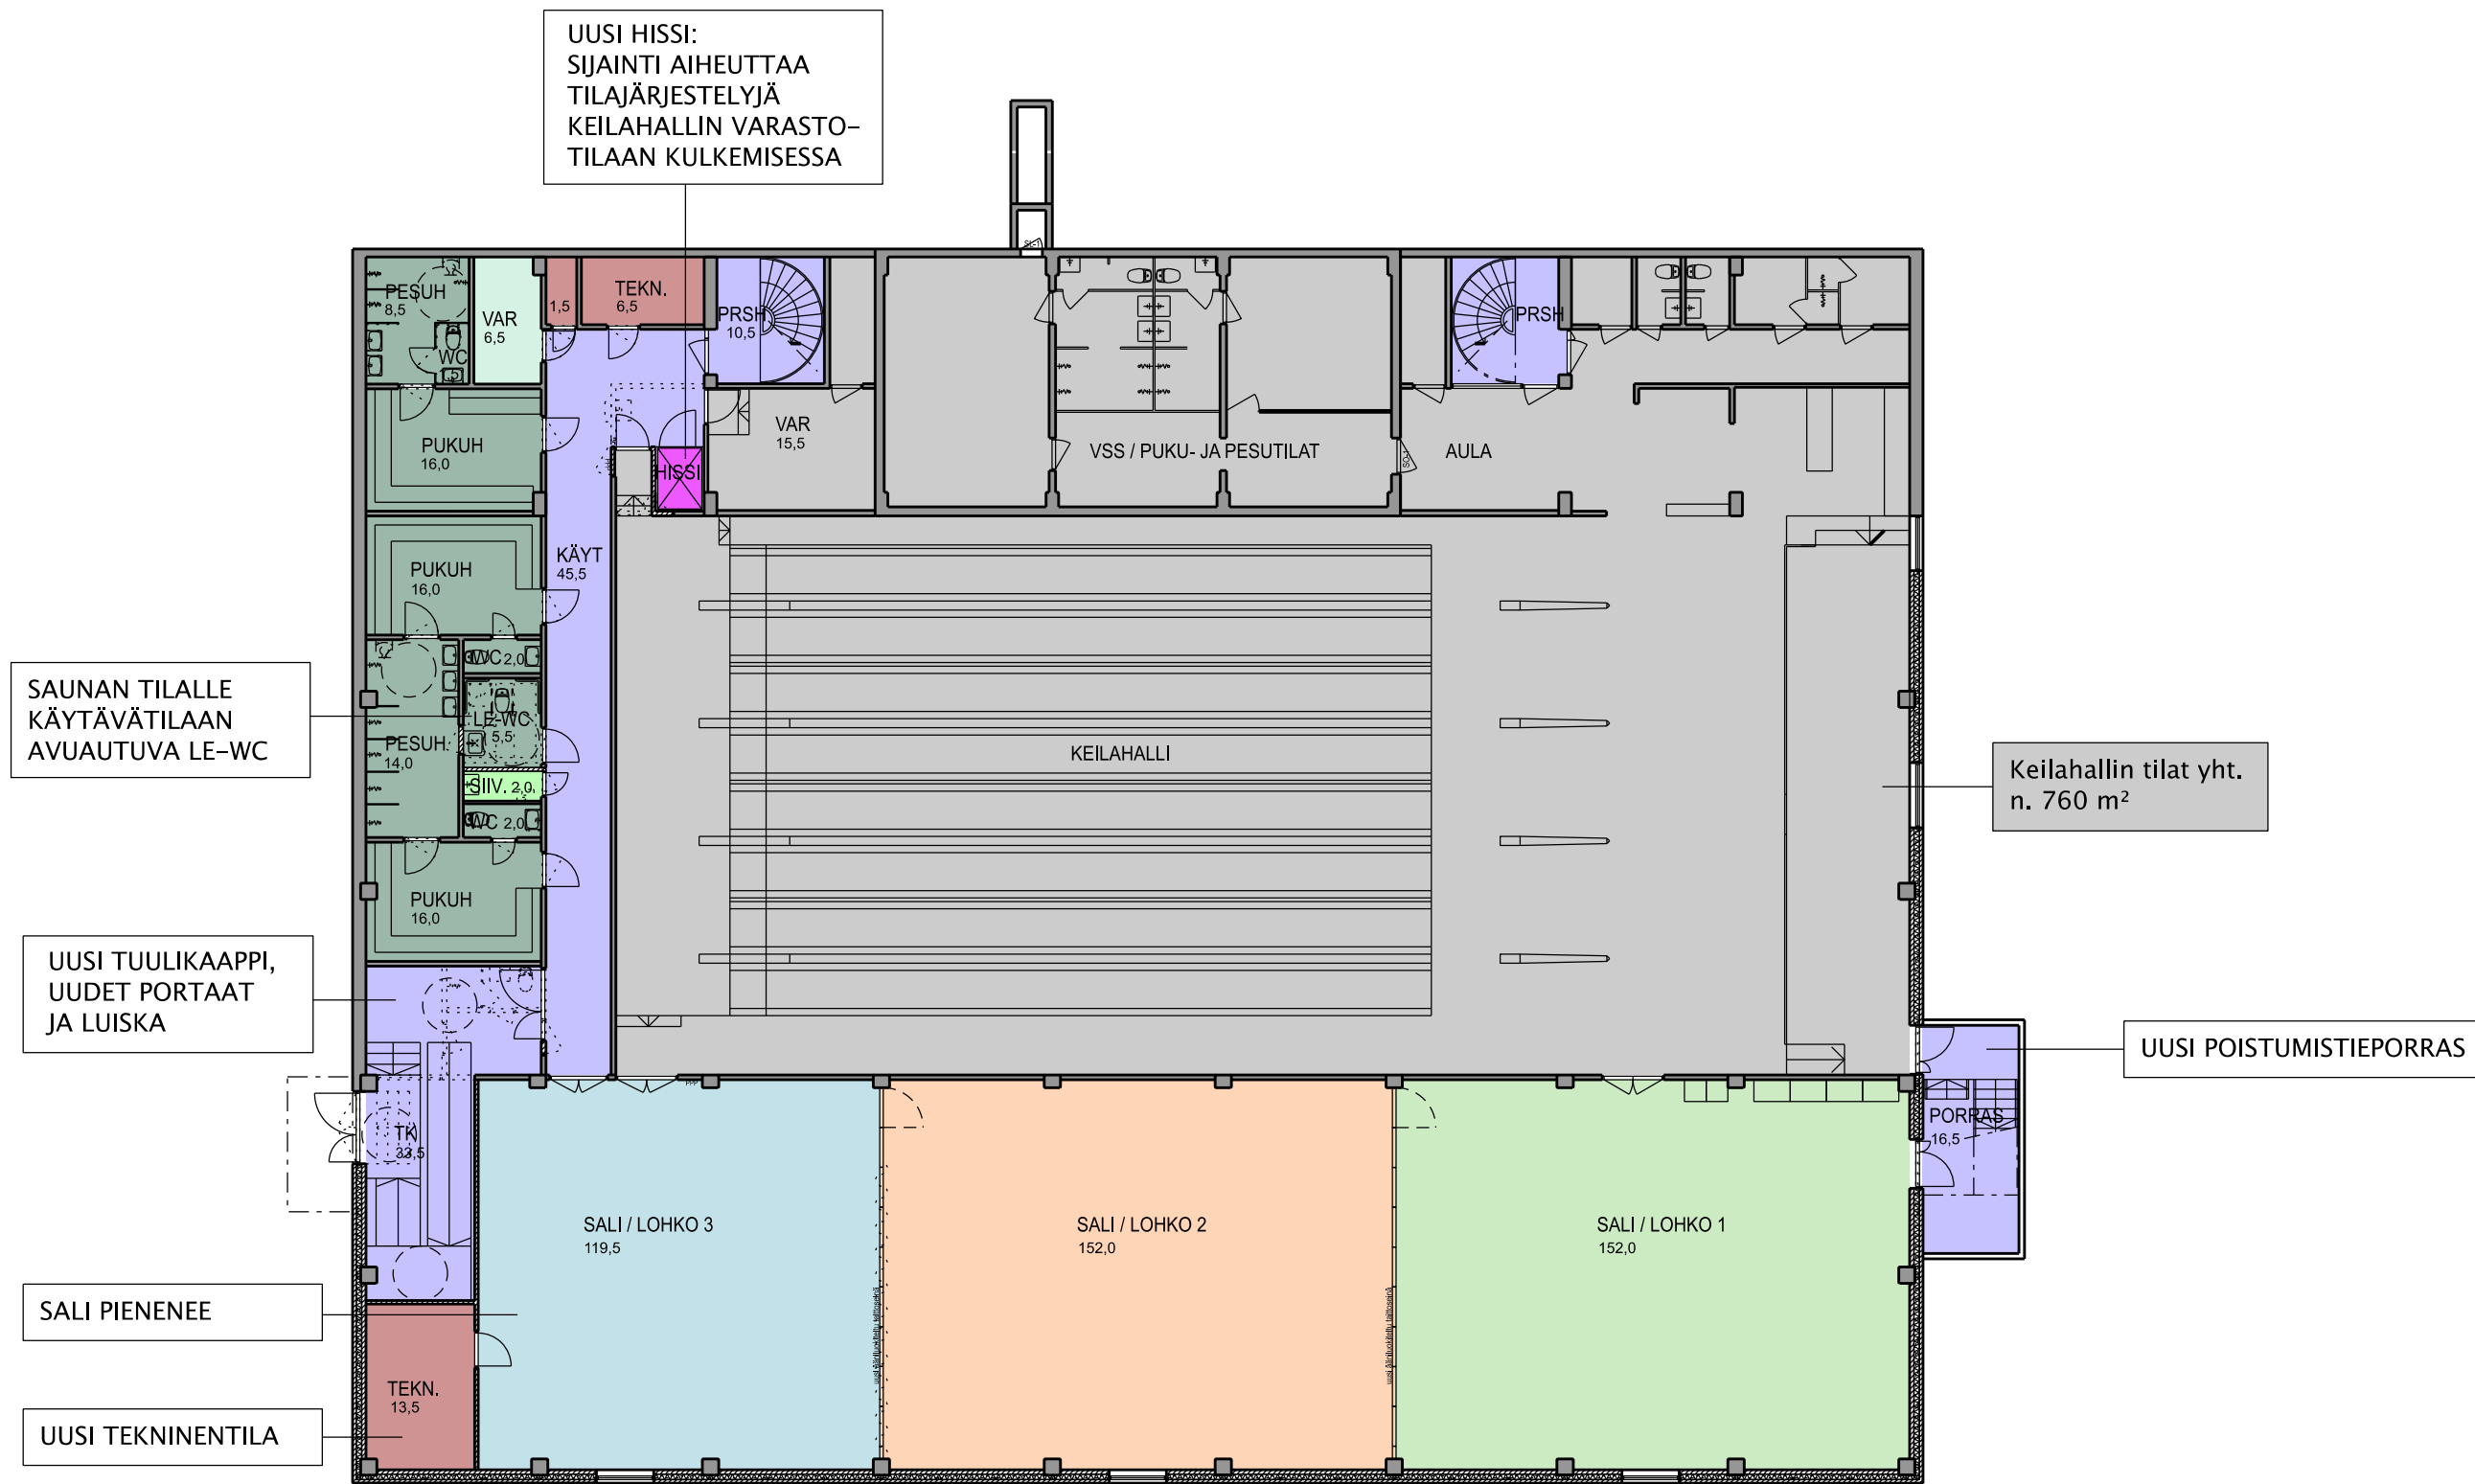 UUSI HISSI:
SIJAINTI AIHEUTTAA
TILAJÄRJESTELYJÄ
KEILAHALLIN VARASTO-
TILAAN KULKEMISESSA
PESUH
8,5
VAR
6,5
WC
1,5
TEKN.
6,5
PRSH
10,5
PRSH
PUKUH
16,0
HISSI
VAR
15,5
VSS / PUKU- JA PESUTILAT
AULA
SO-1
PUKUH
16,0
KÄYT
45,5
SAUNAN TILALLE
KÄYTÄVÄTILAAN
AVUAUTUVA LE-WC
WC 2,0
LE-WC
5,5
PESUH.
14,0
SIIV. 2,0
WC 2,0
KEILAHALLI
Keilahallin tilat yht.
n. 760 m²
PUKUH
16,0
UUSI TUULIKAAPPI,
UUDET PORTAAT
JA LUISKA
UUSI POISTUMISTIEPORRAS
PORRAS
16,5
TK
33,5
SALI / LOHKO 3
119,5
SALI / LOHKO 2
152,0
SALI / LOHKO 1
152,0
SALI PIENENEE
TEKN.
13,5
UUSI TEKNINENTILA